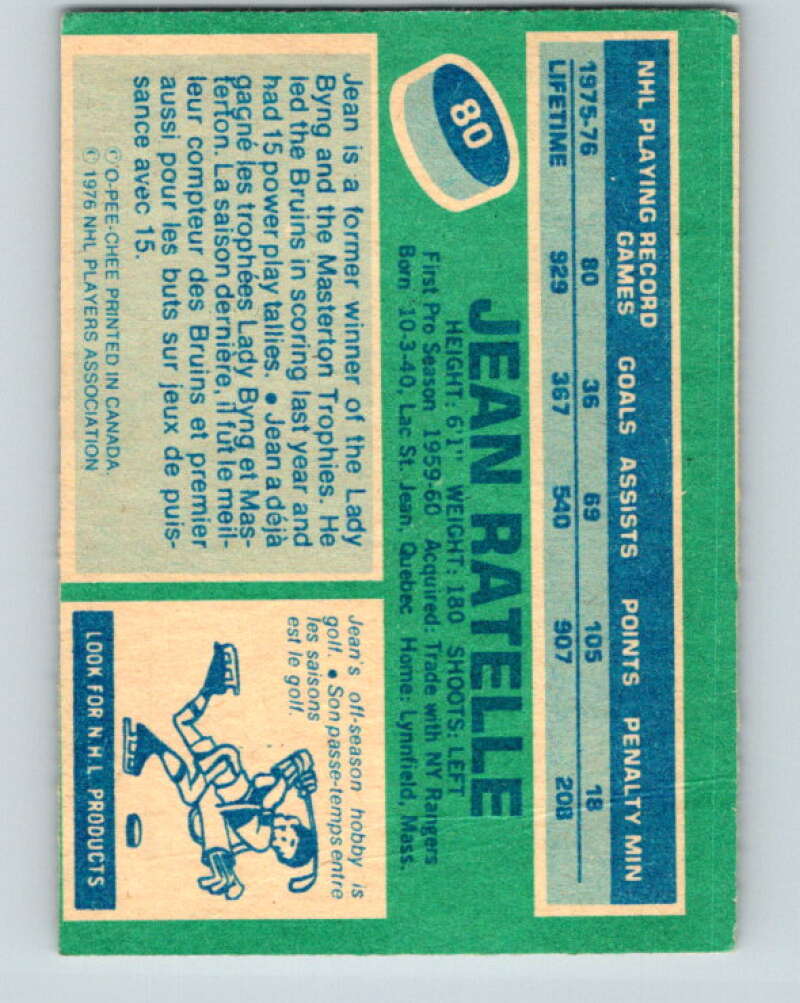 NHL PLAYING RECORD
GAMES GOALS ASSISTS POINTS PENALTY MIN
1975-76 80 36 69 105 18
LIFETIME 929 367 540 907 208
80
JEAN RATELLE
HEIGHT: 6'1" WEIGHT: 180 SHOOTS: LEFT
First Pro Season 1959-60 Acquired: Trade with NY Rangers
Born 10-3-40, Lac St. Jean, Quebec Home: Lynnfield, Mass.
Jean is a former winner of the Lady
Byng and the Masterton Trophies. He
led the Bruins in scoring last year and
had 15 power play tallies. • Jean a déjà
gagné les trophées Lady Byng et Mas-
terton. La saison dernière, il fut le meil-
leur compteur des Bruins et premier
aussi pour les buts sur jeux de puis-
sance avec 15.
© O-PEE-CHEE PRINTED IN CANADA.
© 1976 NHL PLAYERS ASSOCIATION
Jean's off-season hobby is
golf. • Son passe-temps entre
les saisons
est le golf.
LOOK FOR N.H.L. PRODUCTS